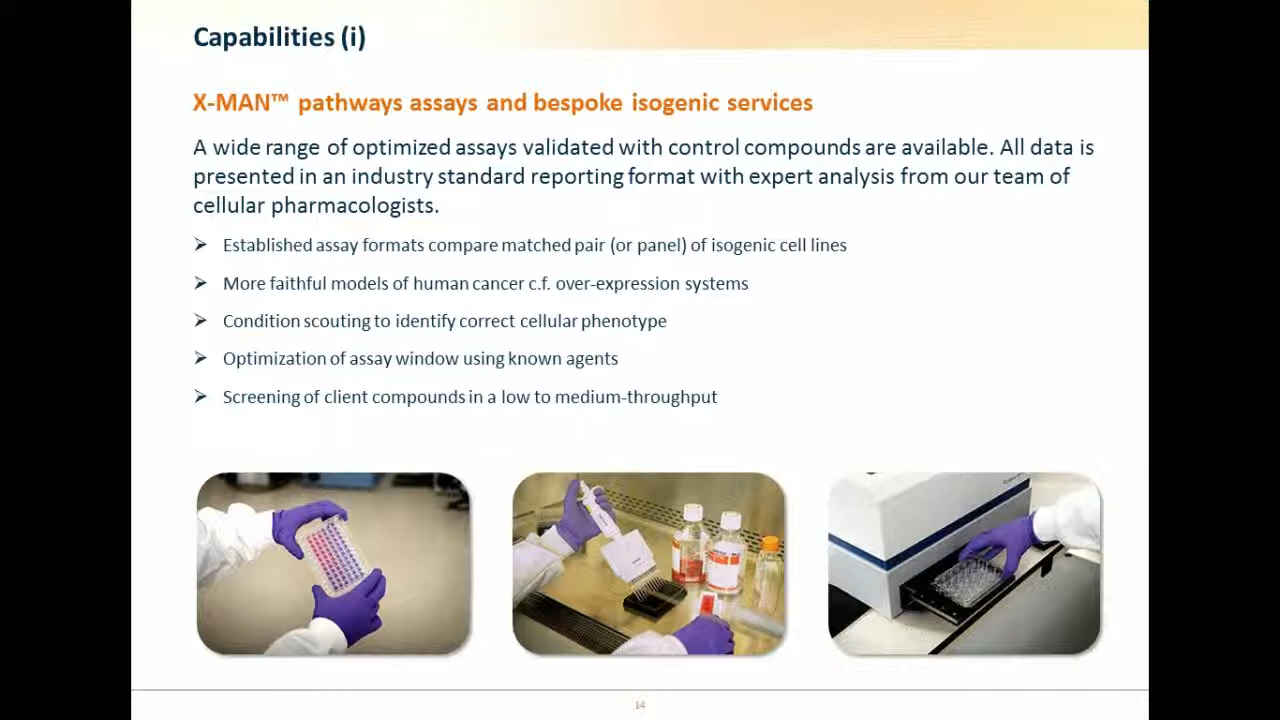 Capabilities (i)
X-MAN™ pathways assays and bespoke isogenic services
A wide range of optimized assays validated with control compounds are available. All data is
presented in an industry standard reporting format with expert analysis from our team of
cellular pharmacologists.
➢ Established assay formats compare matched pair (or panel) of isogenic cell lines
➢ More faithful models of human cancer c.f. over-expression systems
➢ Condition scouting to identify correct cellular phenotype
➢ Optimization of assay window using known agents
➢ Screening of client compounds in a low to medium-throughput
14